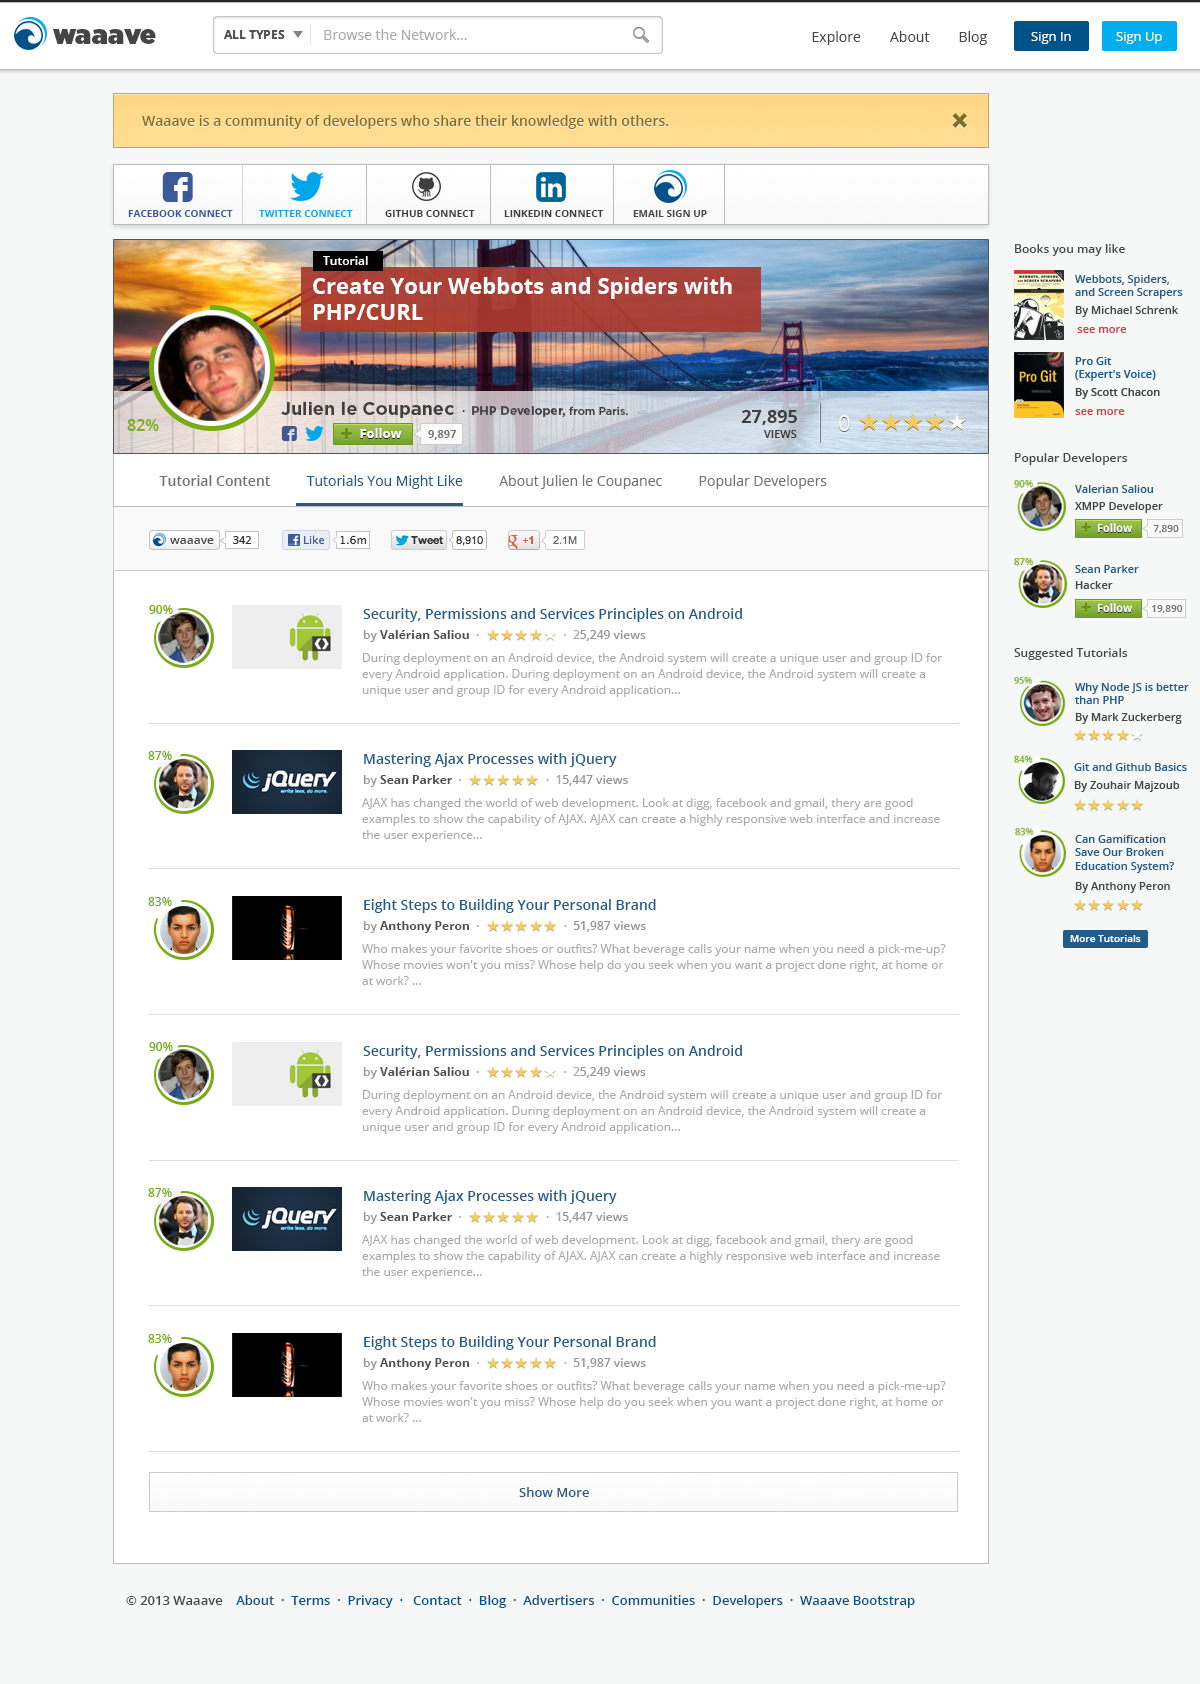 waaave
ALL TYPES
Browse the Network...
Explore
About
Blog
Sign In
Sign Up
Waaave is a community of developers who share their knowledge with others.
FACEBOOK CONNECT
TWITTER CONNECT
GITHUB CONNECT
LINKEDIN CONNECT
EMAIL SIGN UP
Tutorial
Create Your Webbots and Spiders with
PHP/CURL
82%
Julien le Coupanec · PHP Developer, from Paris.
+ Follow
9,897
27,895
VIEWS
0
Tutorial Content
Tutorials You Might Like
About Julien le Coupanec
Popular Developers
waaave
342
Like
1.6m
Tweet
8,910
+1
2.1M
90%
Security, Permissions and Services Principles on Android
by Valérian Saliou · 25,249 views
During deployment on an Android device, the Android system will create a unique user and group ID for
every Android application. During deployment on an Android device, the Android system will create a
unique user and group ID for every Android application...
87%
jQuery
write less, do more.
Mastering Ajax Processes with jQuery
by Sean Parker · 15,447 views
AJAX has changed the world of web development. Look at digg, facebook and gmail, thery are good
examples to show the capability of AJAX. AJAX can create a highly responsive web interface and increase
the user experience...
83%
Eight Steps to Building Your Personal Brand
by Anthony Peron · 51,987 views
Who makes your favorite shoes or outfits? What beverage calls your name when you need a pick-me-up?
Whose movies won't you miss? Whose help do you seek when you want a project done right, at home or
at work? ...
90%
Security, Permissions and Services Principles on Android
by Valérian Saliou · 25,249 views
During deployment on an Android device, the Android system will create a unique user and group ID for
every Android application. During deployment on an Android device, the Android system will create a
unique user and group ID for every Android application...
87%
jQuery
write less, do more.
Mastering Ajax Processes with jQuery
by Sean Parker · 15,447 views
AJAX has changed the world of web development. Look at digg, facebook and gmail, thery are good
examples to show the capability of AJAX. AJAX can create a highly responsive web interface and increase
the user experience...
83%
Eight Steps to Building Your Personal Brand
by Anthony Peron · 51,987 views
Who makes your favorite shoes or outfits? What beverage calls your name when you need a pick-me-up?
Whose movies won't you miss? Whose help do you seek when you want a project done right, at home or
at work? ...
Show More
Books you may like
WEBBOTS, SPIDERS,
AND SCREEN SCRAPERS
Webbots, Spiders,
and Screen Scrapers
By Michael Schrenk
see more
Pro Git
Pro Git
(Expert's Voice)
By Scott Chacon
see more
Popular Developers
90%
Valerian Saliou
XMPP Developer
+ Follow
7,890
87%
Sean Parker
Hacker
+ Follow
19,890
Suggested Tutorials
95%
Why Node JS is better
than PHP
By Mark Zuckerberg
84%
Git and Github Basics
By Zouhair Majzoub
83%
Can Gamification
Save Our Broken
Education System?
By Anthony Peron
More Tutorials
© 2013 Waaave About · Terms · Privacy · Contact · Blog · Advertisers · Communities · Developers · Waaave Bootstrap